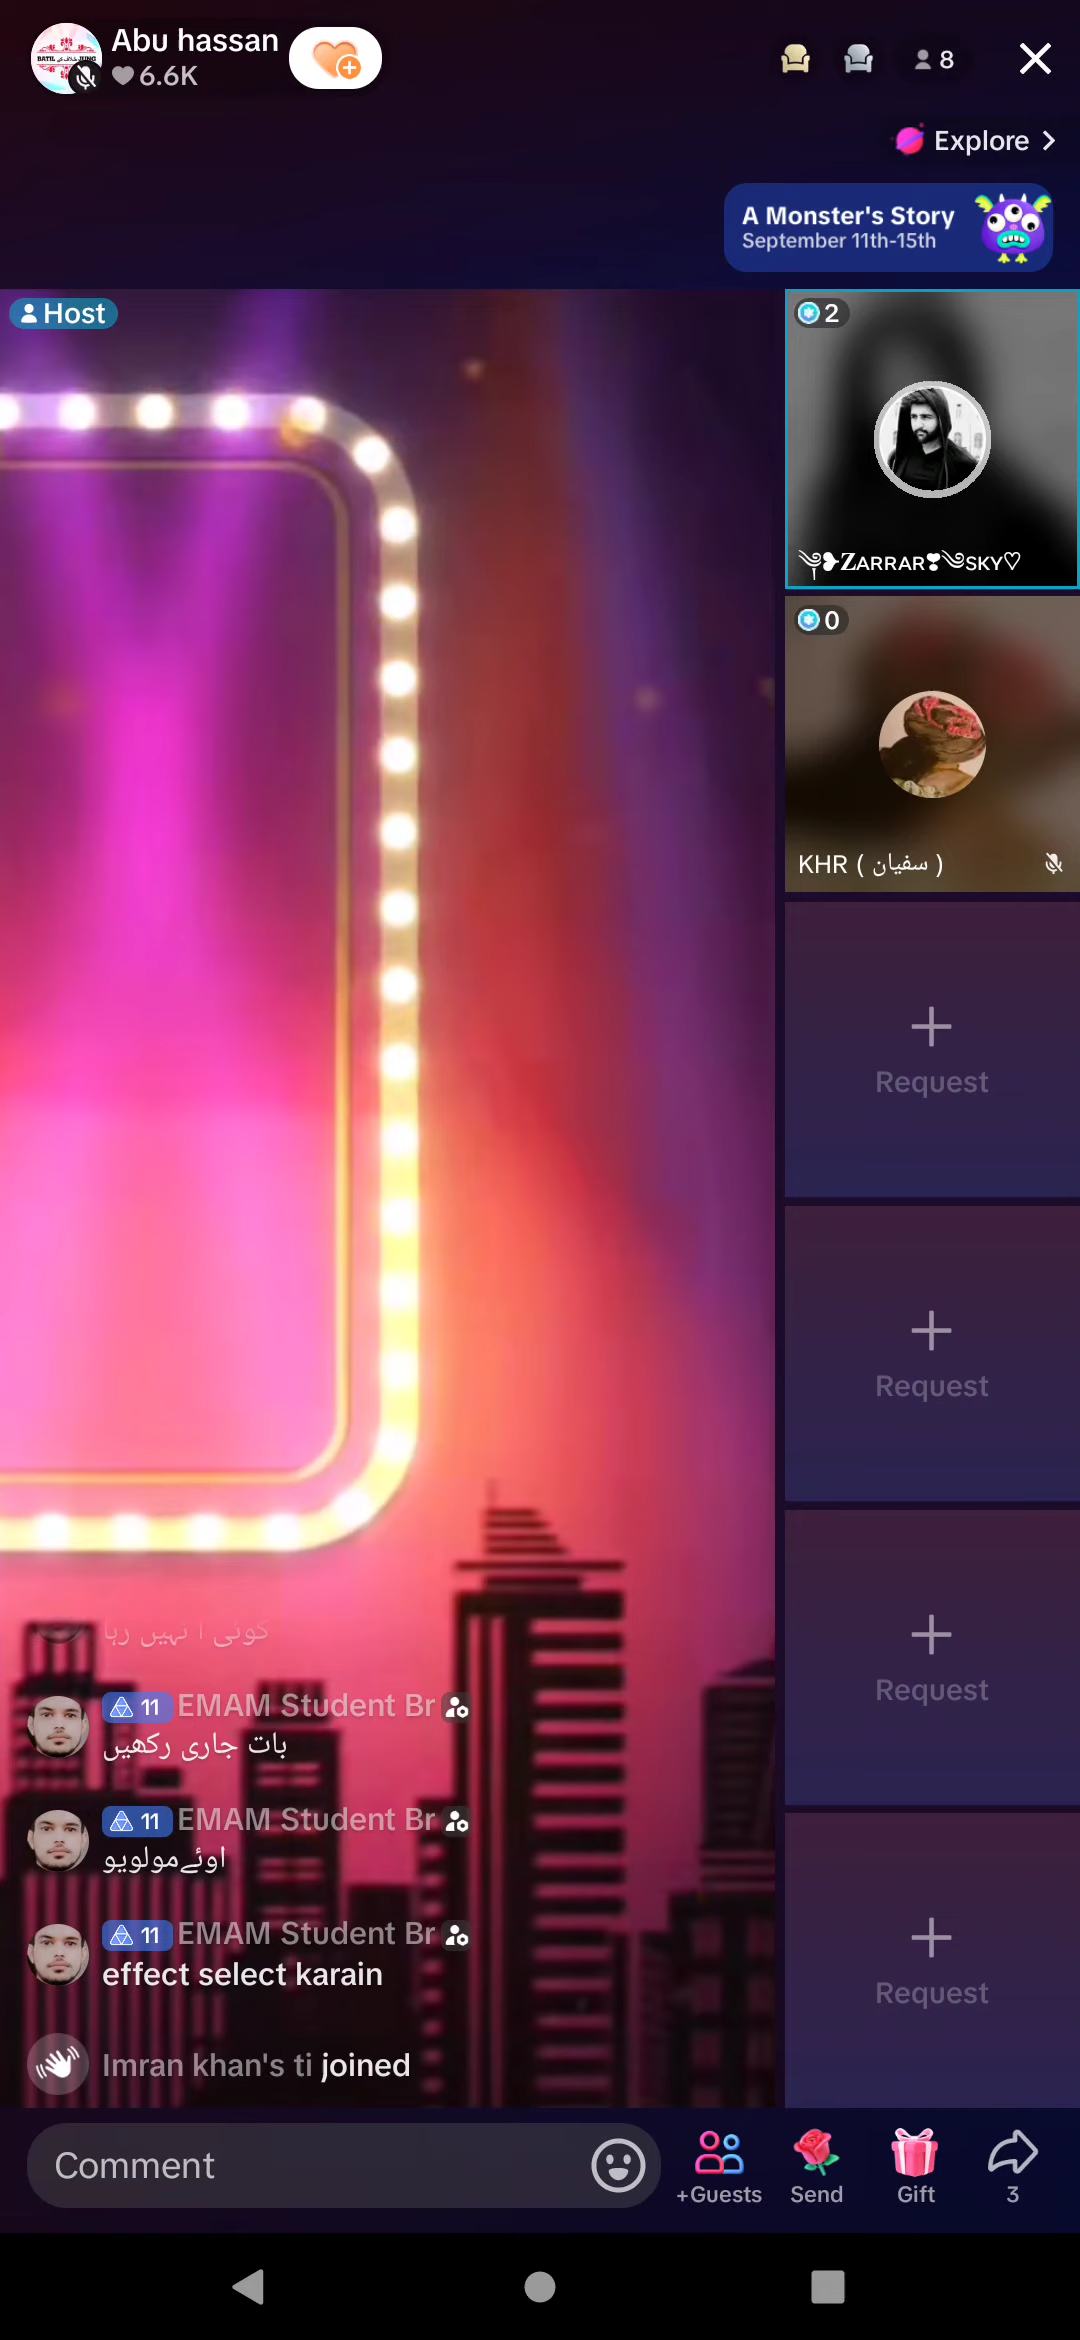 Abu hassan
6.6K
8
Explore
A Monster's Story
September 11th-15th
Host
2
ZARRAR SKY♡
0
KHR ( سفیان )
Request
Request
Request
Request
کوئی آ نہیں رہا
11 EMAM Student Br
بات جاری رکھیں
11 EMAM Student Br
اوئے مولویو
11 EMAM Student Br
effect select karain
Imran khan's ti joined
Comment
+Guests
Send
Gift
3